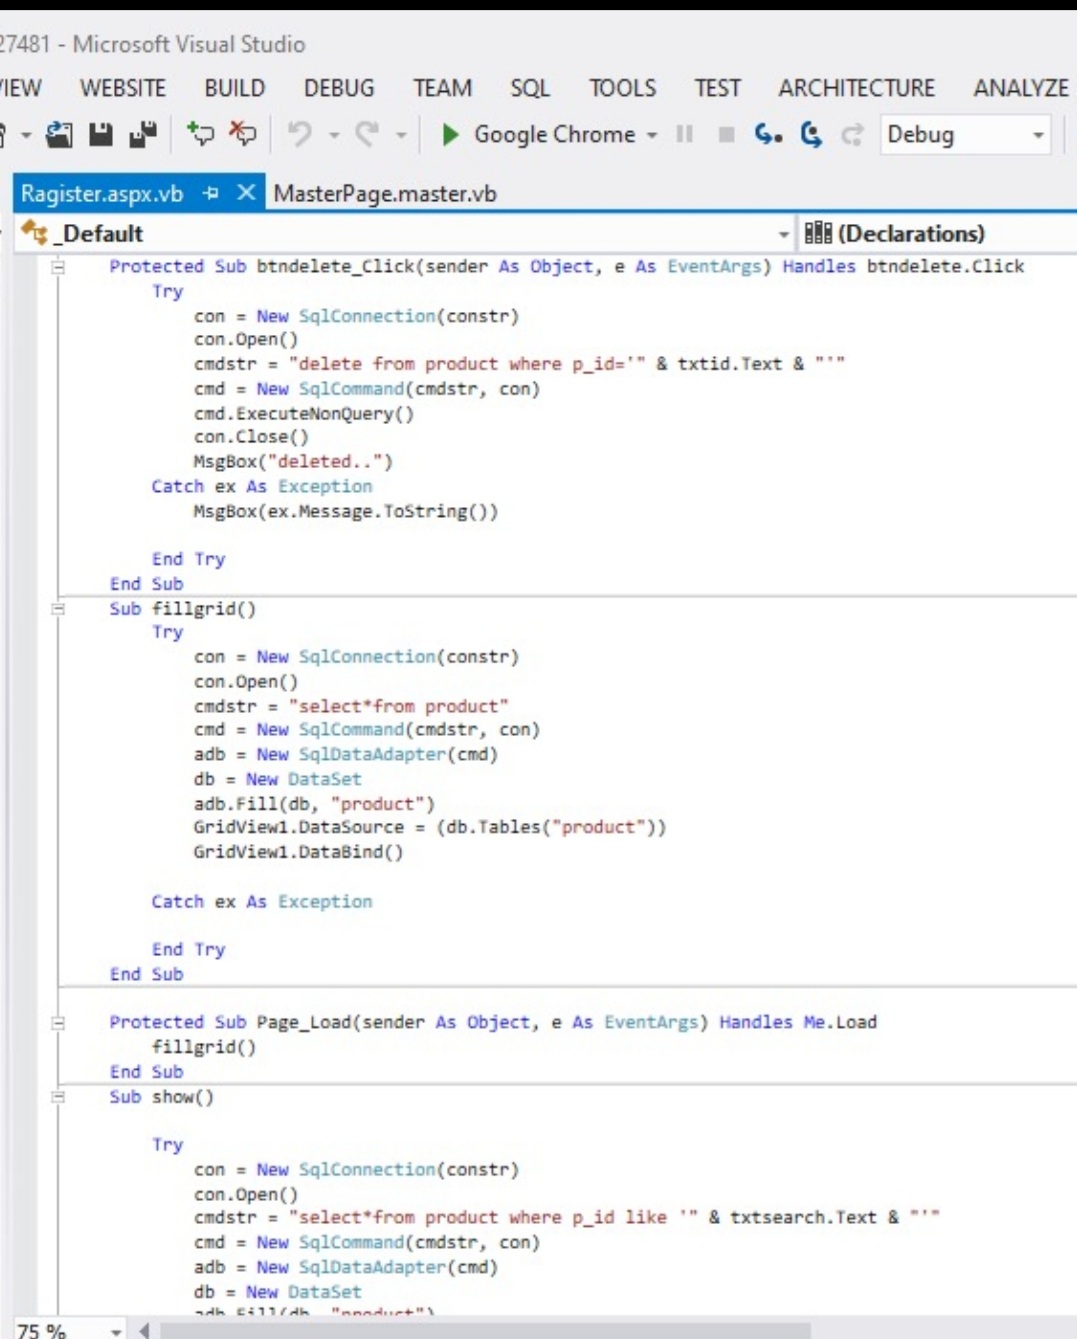 27481 - Microsoft Visual Studio
VIEW WEBSITE BUILD DEBUG TEAM SQL TOOLS TEST ARCHITECTURE ANALYZE
Google Chrome Debug
Ragister.aspx.vb MasterPage.master.vb
_Default (Declarations)
Protected Sub btndelete_Click(sender As Object, e As EventArgs) Handles btndelete.Click
Try
con = New SqlConnection(constr)
con.Open()
cmdstr = "delete from product where p_id='" & txtid.Text & "'"
cmd = New SqlCommand(cmdstr, con)
cmd.ExecuteNonQuery()
con.Close()
MsgBox("deleted..")
Catch ex As Exception
MsgBox(ex.Message.ToString())
End Try
End Sub
Sub fillgrid()
Try
con = New SqlConnection(constr)
con.Open()
cmdstr = "select*from product"
cmd = New SqlCommand(cmdstr, con)
adb = New SqlDataAdapter(cmd)
db = New DataSet
adb.Fill(db, "product")
GridView1.DataSource = (db.Tables("product"))
GridView1.DataBind()
Catch ex As Exception
End Try
End Sub
Protected Sub Page_Load(sender As Object, e As EventArgs) Handles Me.Load
fillgrid()
End Sub
Sub show()
Try
con = New SqlConnection(constr)
con.Open()
cmdstr = "select*from product where p_id like '" & txtsearch.Text & "'"
cmd = New SqlCommand(cmdstr, con)
adb = New SqlDataAdapter(cmd)
db = New DataSet
adb.Fill(db, "product")
75 %